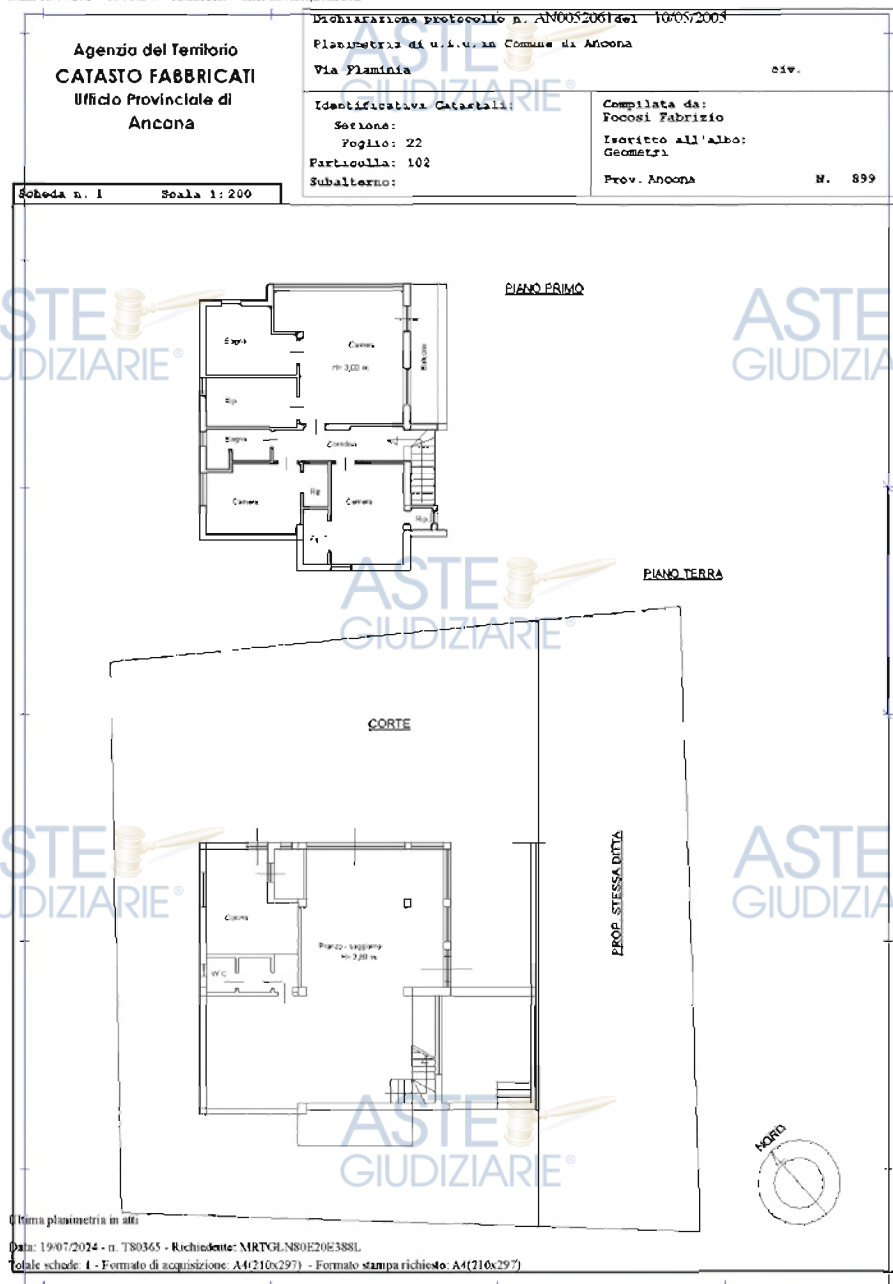 Dichiarazione protocollo n. AN0052061 del 10/05/2005
Planimetria di u.i.u. in Comune di Ancona
Via Flaminia civ.
Agenzia del Territorio
CATASTO FABBRICATI
Ufficio Provinciale di
Ancona
Identificativi Catastali:
Sezione:
Foglio: 22
Particella: 102
Subalterno:
Compilata da:
Focosi Fabrizio
Iscritto all'albo:
Geometri
Prov. Ancona N. 899
Scheda n. 1 Scala 1:200
PIANO PRIMO
Bagno
Camera
H= 3,00 m
Balcone
Rip
Bagno
Corridoio
Camera
Rip
Camera
Rip
PIANO TERRA
CORTE
PROP. STESSA DITTA
Cucina
Pranzo - soggiorno
WC
NORD
Ultima planimetria in atti
Data: 19/07/2024 - n. T80365 - Richiedente: MRTGLN80E20E388L
Totale schede: 1 - Formato di acquisizione: A4(210x297) - Formato stampa richiesto: A4(210x297)
ASTE GIUDIZIARIE®